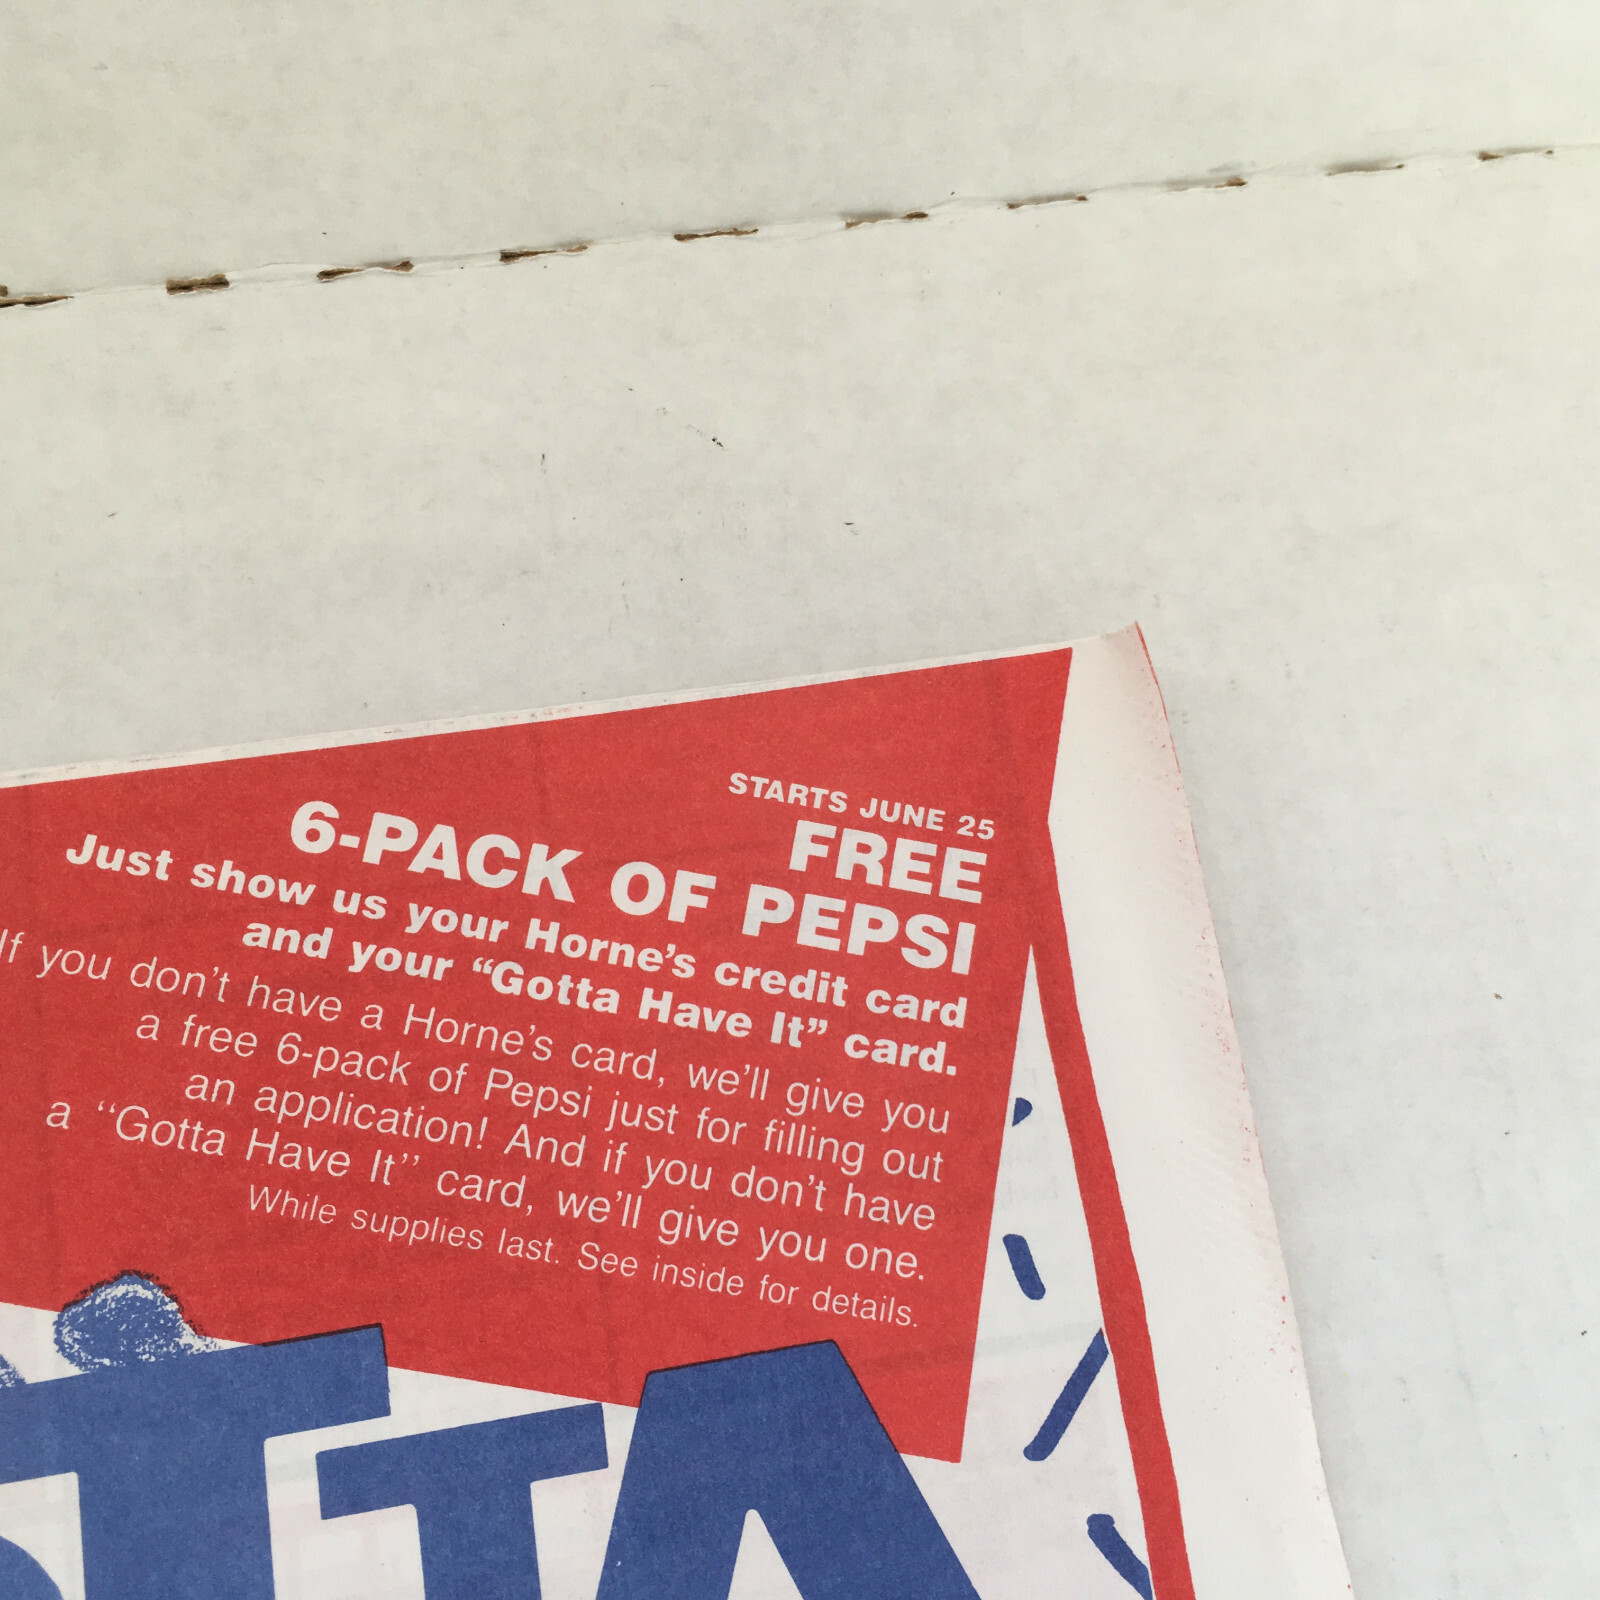 STARTS JUNE 25
FREE
6-PACK OF PEPSI
Just show us your Horne's credit card
and your “Gotta Have It” card.
If you don't have a Horne's card, we'll give you
a free 6-pack of Pepsi just for filling out
an application! And if you don't have
a “Gotta Have It” card, we'll give you one.
While supplies last. See inside for details.
TTA